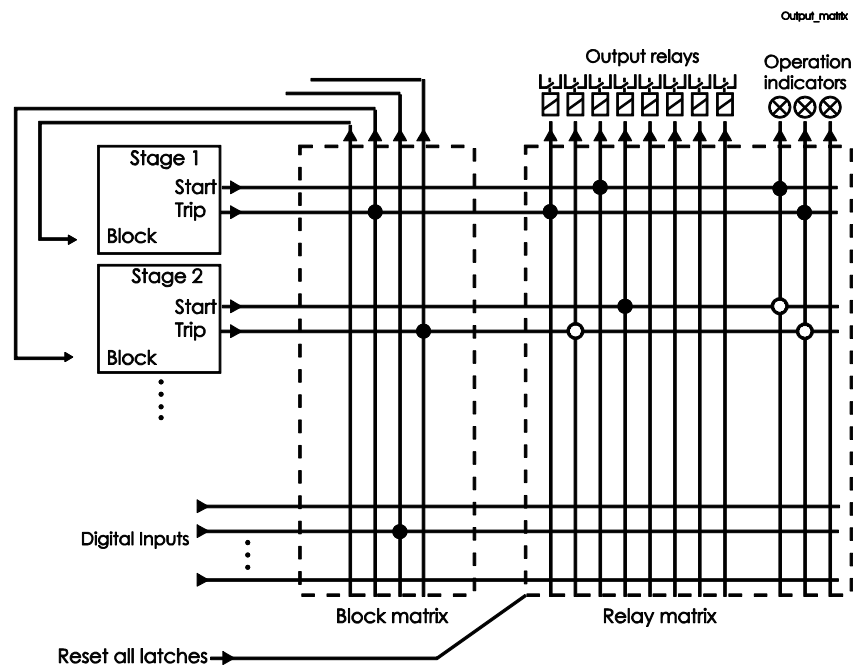 Output_matrix
Output relays
Operation
indicators
Stage 1
Start
Trip
Block
Stage 2
Start
Trip
Block
Digital Inputs
Block matrix
Relay matrix
Reset all latches